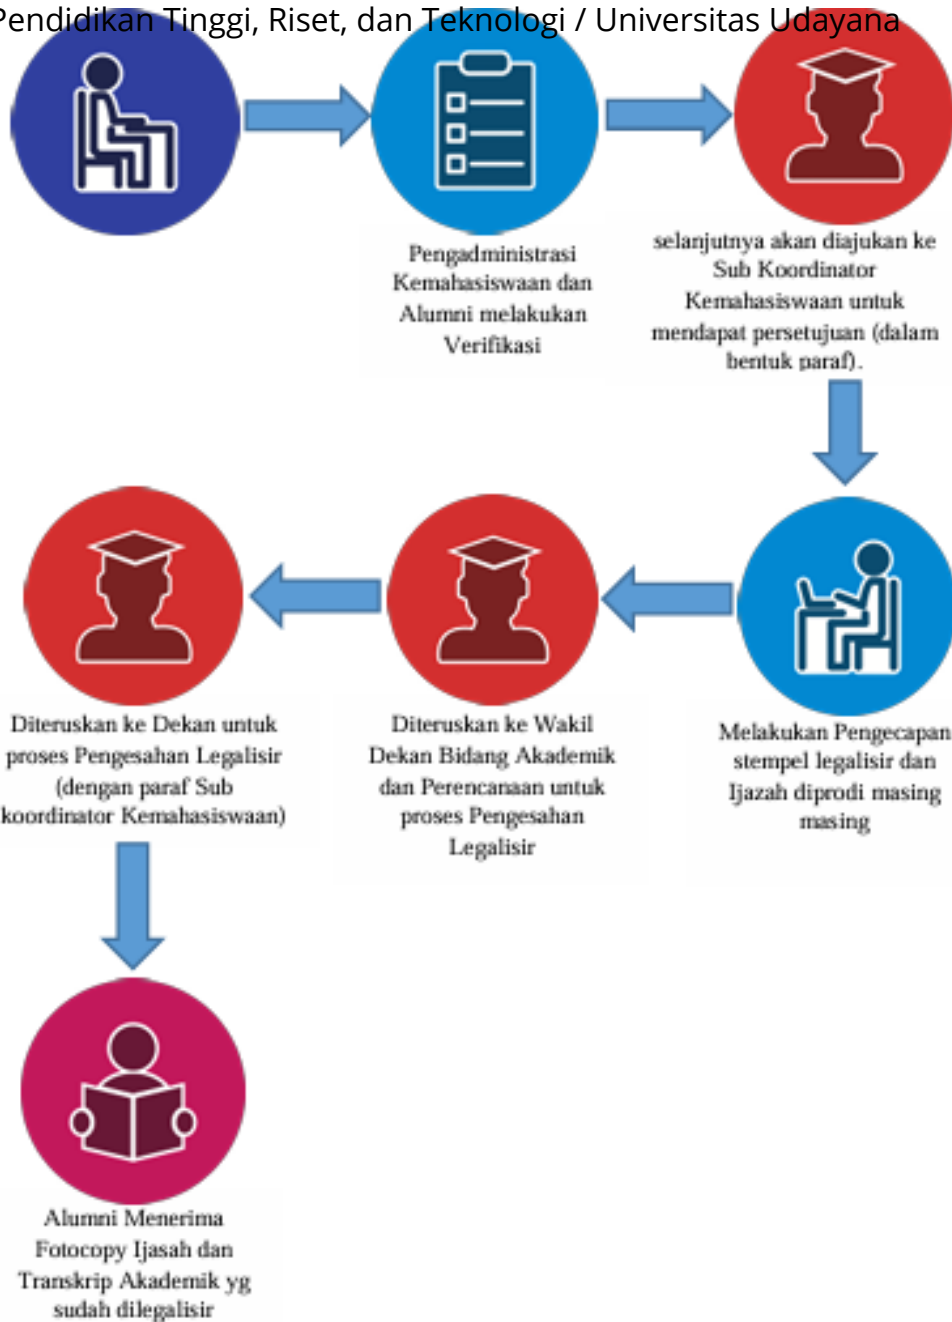 Pendidikan Tinggi, Riset, dan Teknologi / Universitas Udayana
Pengadministrasi
Kemahasiswaan dan
Alumni melakukan
Verifikasi
selanjutnya akan diajukan ke
Sub Koordinator
Kemahasiswaan untuk
mendapat persetujuan (dalam
bentuk paraf).
Melakukan Pengecapan
stempel legalisir dan
Ijazah diprodi masing
masing
Diteruskan ke Wakil
Dekan Bidang Akademik
dan Perencanaan untuk
proses Pengesahan
Legalisir
Diteruskan ke Dekan untuk
proses Pengesahan Legalisir
(dengan paraf Sub
koordinator Kemahasiswaan)
Alumni Menerima
Fotocopy Ijasah dan
Transkrip Akademik yg
sudah dilegalisir